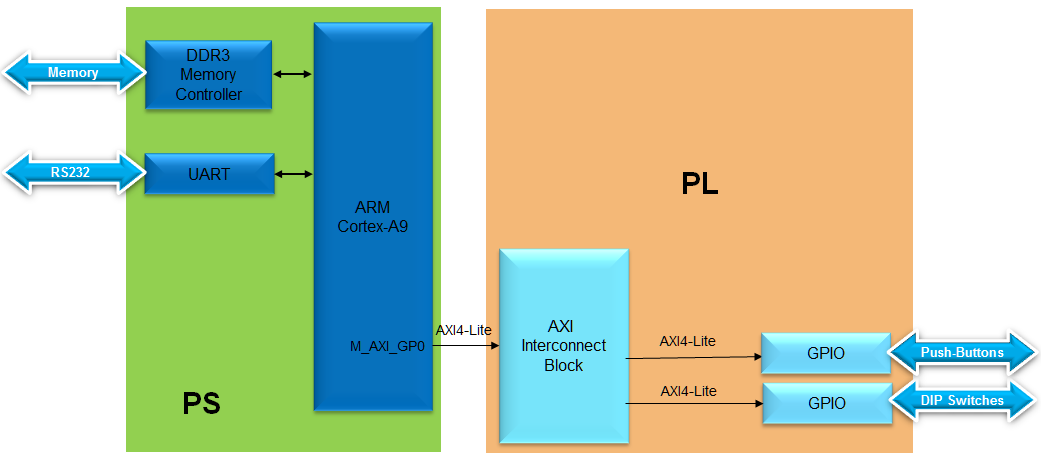 Memory
DDR3
Memory
Controller
RS232
UART
ARM
Cortex-A9
M_AXI_GP0
PS
AXI4-Lite
PL
AXI
Interconnect
Block
AXI4-Lite
GPIO
Push-Buttons
AXI4-Lite
GPIO
DIP Switches